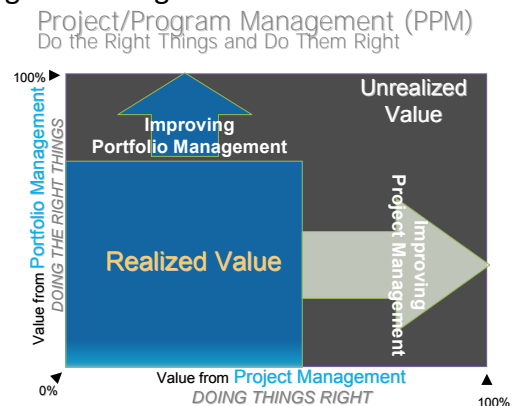 Project/Program Management (PPM)
Do the Right Things and Do Them Right
100%
Unrealized
Value
Improving
Portfolio Management
Value from Portfolio Management
DOING THE RIGHT THINGS
Realized Value
Improving
Project Management
0%
Value from Project Management
DOING THINGS RIGHT
100%